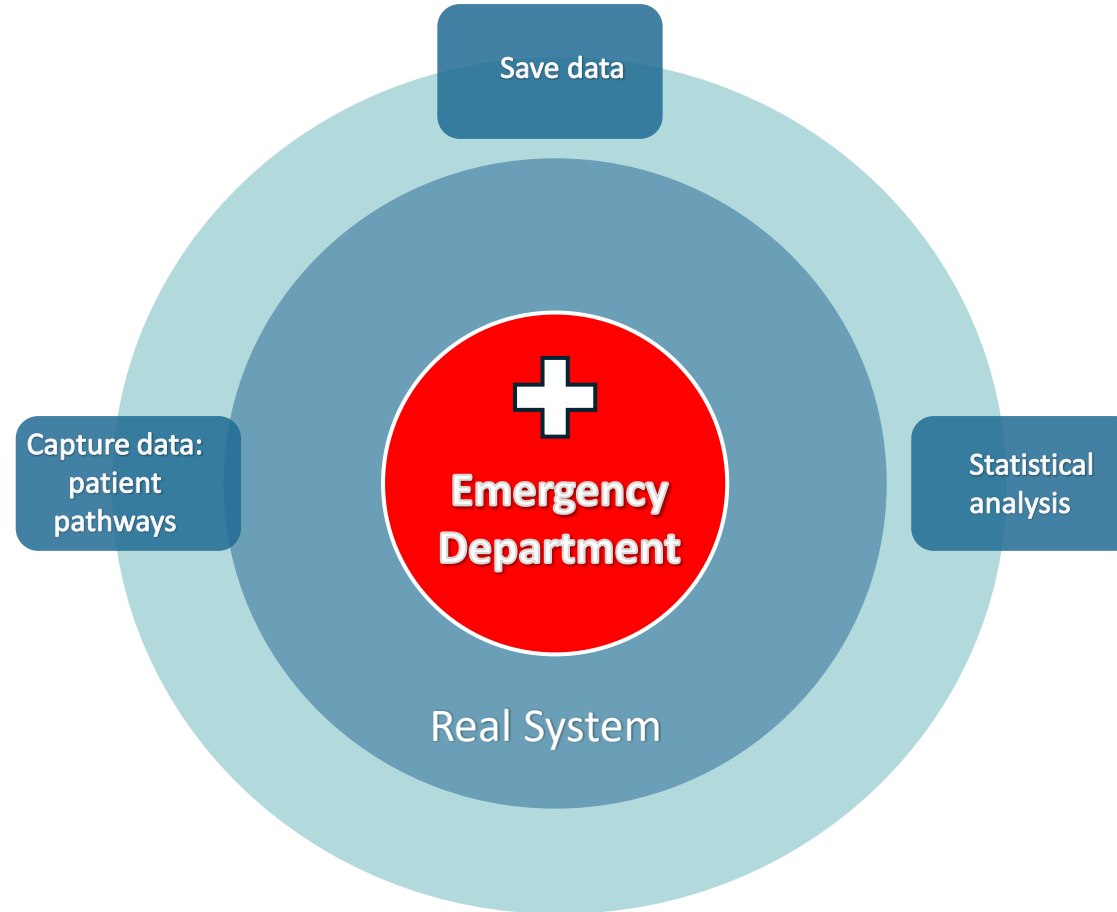 Save data
Capture data:
patient
pathways
Statistical
analysis
Emergency
Department
Real System